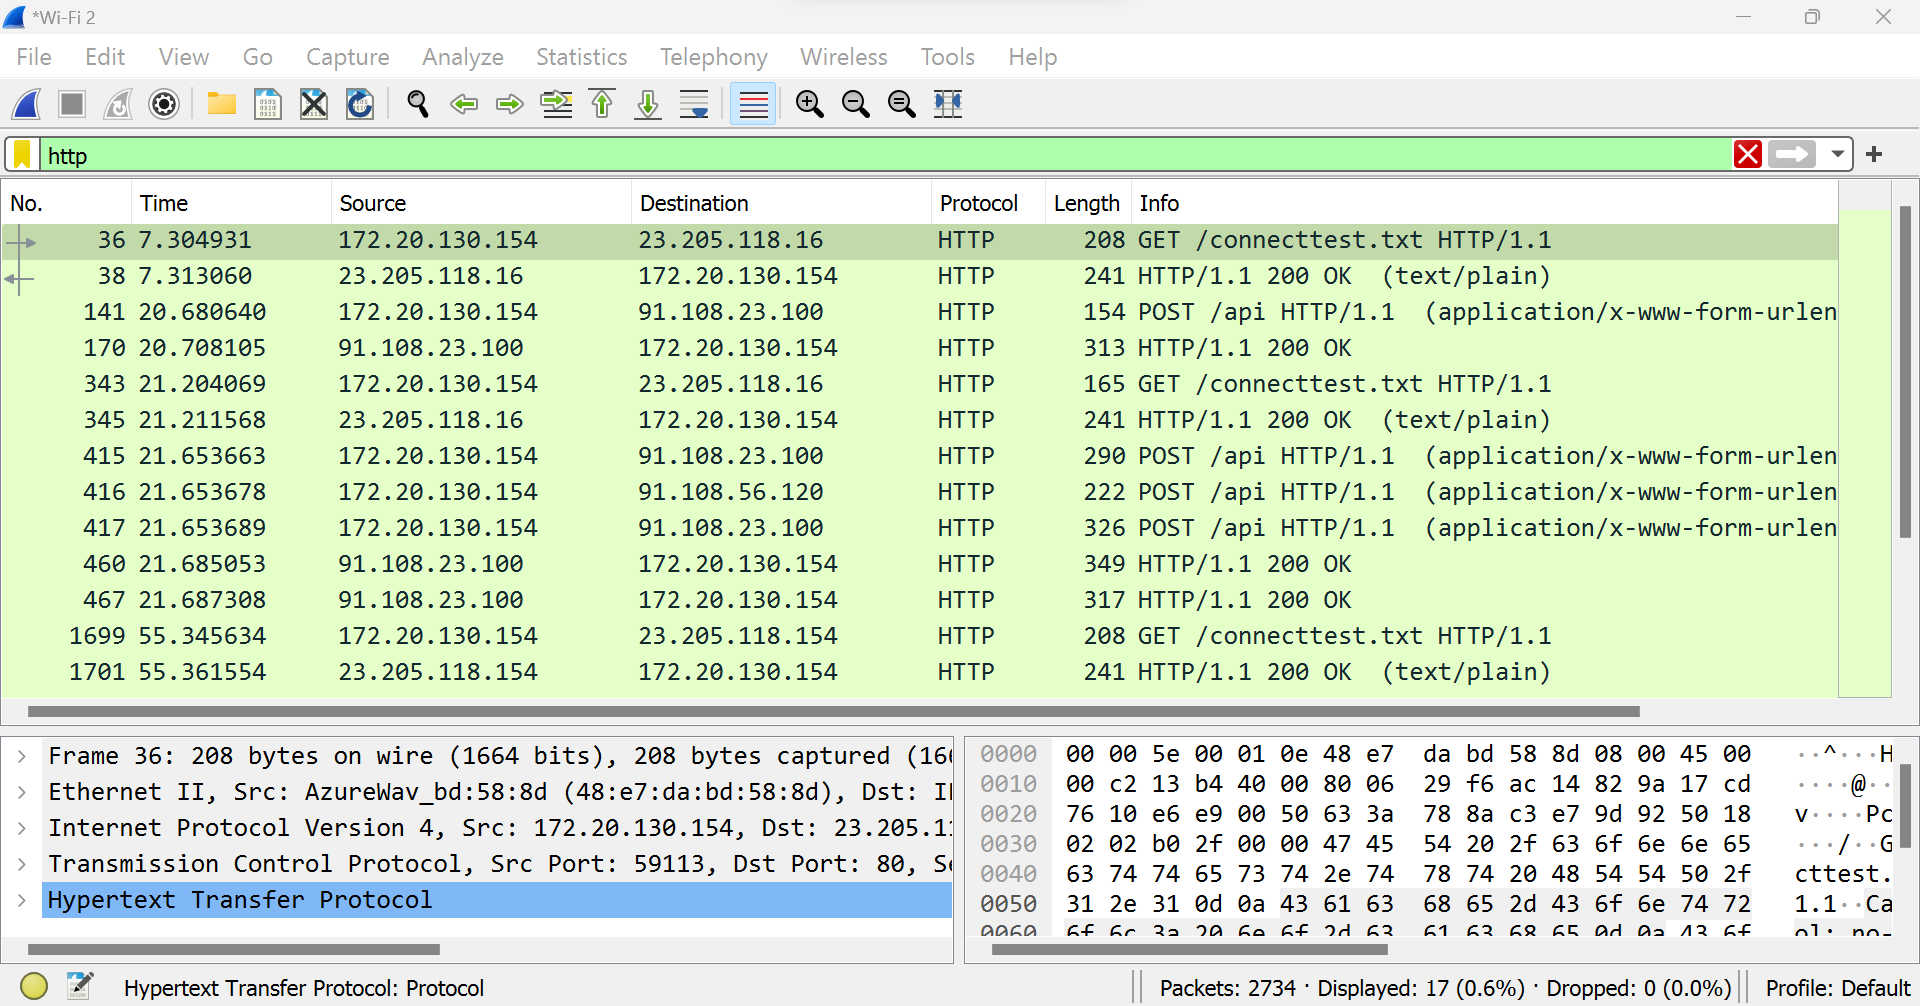 *Wi-Fi 2
File Edit View Go Capture Analyze Statistics Telephony Wireless Tools Help
http
No. Time Source Destination Protocol Length Info
36 7.304931 172.20.130.154 23.205.118.16 HTTP 208 GET /connecttest.txt HTTP/1.1
38 7.313060 23.205.118.16 172.20.130.154 HTTP 241 HTTP/1.1 200 OK (text/plain)
141 20.680640 172.20.130.154 91.108.23.100 HTTP 154 POST /api HTTP/1.1 (application/x-www-form-urlen
170 20.708105 91.108.23.100 172.20.130.154 HTTP 313 HTTP/1.1 200 OK
343 21.204069 172.20.130.154 23.205.118.16 HTTP 165 GET /connecttest.txt HTTP/1.1
345 21.211568 23.205.118.16 172.20.130.154 HTTP 241 HTTP/1.1 200 OK (text/plain)
415 21.653663 172.20.130.154 91.108.23.100 HTTP 290 POST /api HTTP/1.1 (application/x-www-form-urlen
416 21.653678 172.20.130.154 91.108.56.120 HTTP 222 POST /api HTTP/1.1 (application/x-www-form-urlen
417 21.653689 172.20.130.154 91.108.23.100 HTTP 326 POST /api HTTP/1.1 (application/x-www-form-urlen
460 21.685053 91.108.23.100 172.20.130.154 HTTP 349 HTTP/1.1 200 OK
467 21.687308 91.108.23.100 172.20.130.154 HTTP 317 HTTP/1.1 200 OK
1699 55.345634 172.20.130.154 23.205.118.154 HTTP 208 GET /connecttest.txt HTTP/1.1
1701 55.361554 23.205.118.154 172.20.130.154 HTTP 241 HTTP/1.1 200 OK (text/plain)
Frame 36: 208 bytes on wire (1664 bits), 208 bytes captured (166
Ethernet II, Src: AzureWav_bd:58:8d (48:e7:da:bd:58:8d), Dst: I
Internet Protocol Version 4, Src: 172.20.130.154, Dst: 23.205.1
Transmission Control Protocol, Src Port: 59113, Dst Port: 80, Se
Hypertext Transfer Protocol
0000 00 00 5e 00 01 0e 48 e7 da bd 58 8d 08 00 45 00 ··^···H
0010 00 c2 13 b4 40 00 80 06 29 f6 ac 14 82 9a 17 cd ····@··
0020 76 10 e6 e9 00 50 63 3a 78 8a c3 e7 9d 92 50 18 v····Pc
0030 02 02 b0 2f 00 00 47 45 54 20 2f 63 6f 6e 6e 65 ···/··G
0040 63 74 74 65 73 74 2e 74 78 74 20 48 54 54 50 2f cttest.
0050 31 2e 31 0d 0a 43 61 63 68 65 2d 43 6f 6e 74 72 1.1··Ca
0060 6f 6c 3a 20 6e 6f 2d 63 61 63 68 65 0d 0a 43 6f ol: no-
Hypertext Transfer Protocol: Protocol
Packets: 2734 · Displayed: 17 (0.6%) · Dropped: 0 (0.0%)
Profile: Default